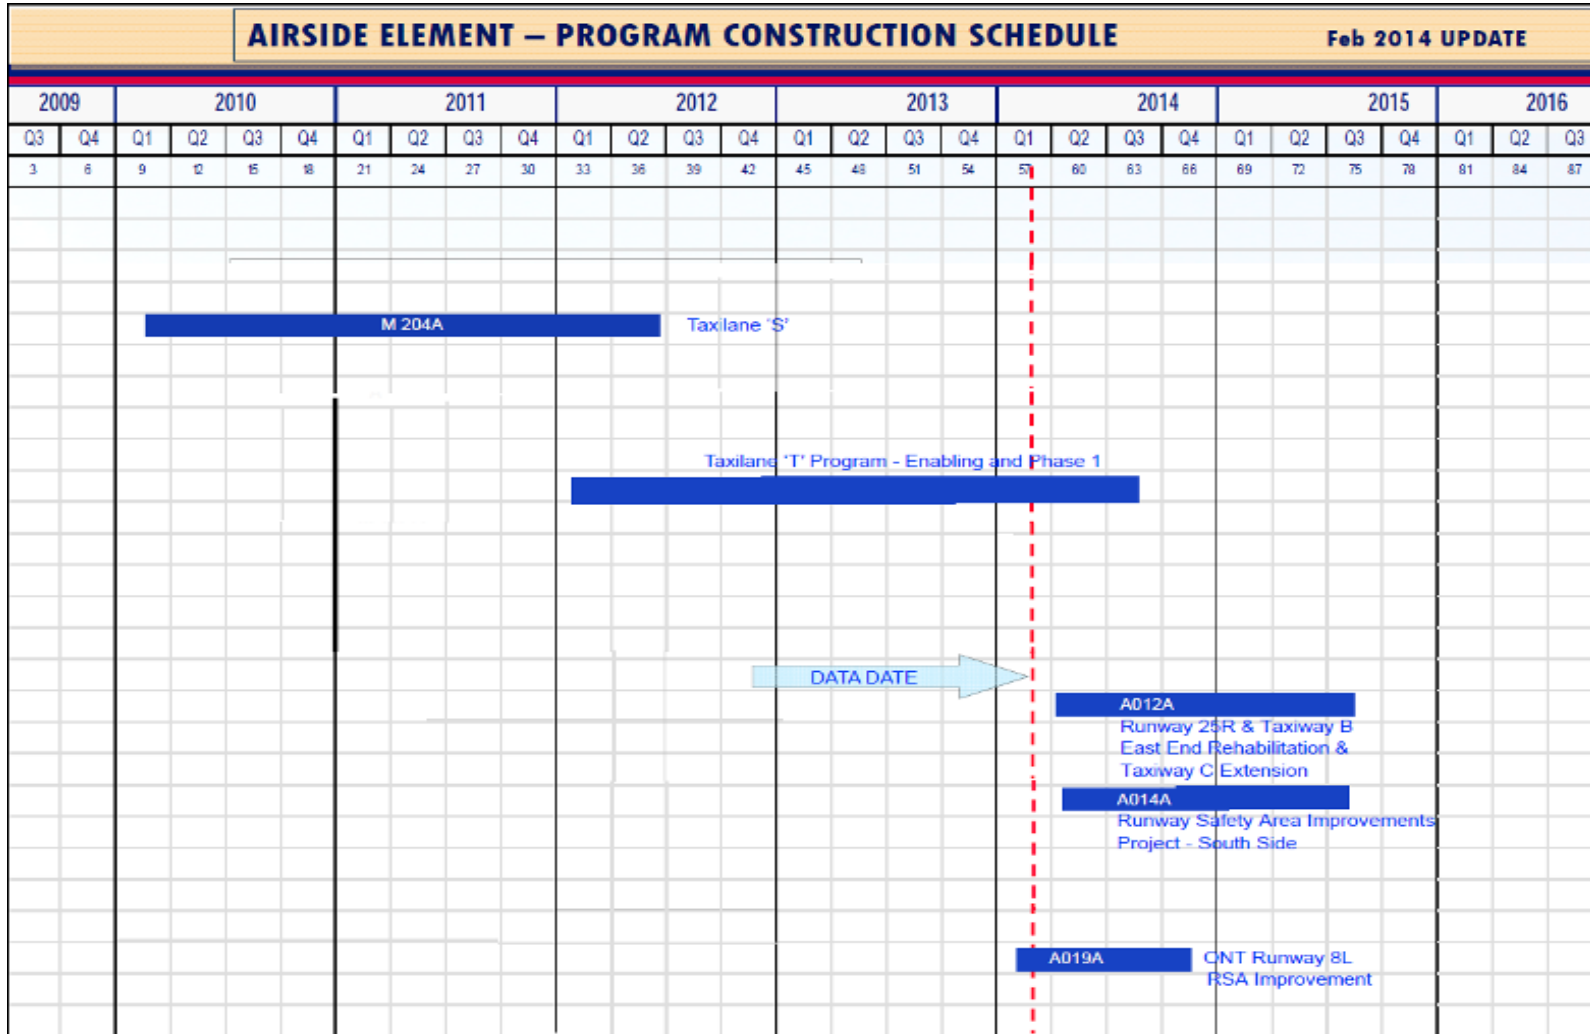 AIRSIDE ELEMENT – PROGRAM CONSTRUCTION SCHEDULE Feb 2014 UPDATE
2009 2010 2011 2012 2013 2014 2015 2016
Q3 Q4 Q1 Q2 Q3 Q4 Q1 Q2 Q3 Q4 Q1 Q2 Q3 Q4 Q1 Q2 Q3 Q4 Q1 Q2 Q3 Q4 Q1 Q2 Q3 Q4 Q1 Q2 Q3
3 6 9 12 15 18 21 24 27 30 33 36 39 42 45 48 51 54 57 60 63 66 69 72 75 78 81 84 87
M 204A Taxilane 'S'
Taxilane 'T' Program - Enabling and Phase 1
DATA DATE
A012A
Runway 25R & Taxiway B
East End Rehabilitation &
Taxiway C Extension
A014A
Runway Safety Area Improvements
Project - South Side
A019A ONT Runway 8L
RSA Improvement